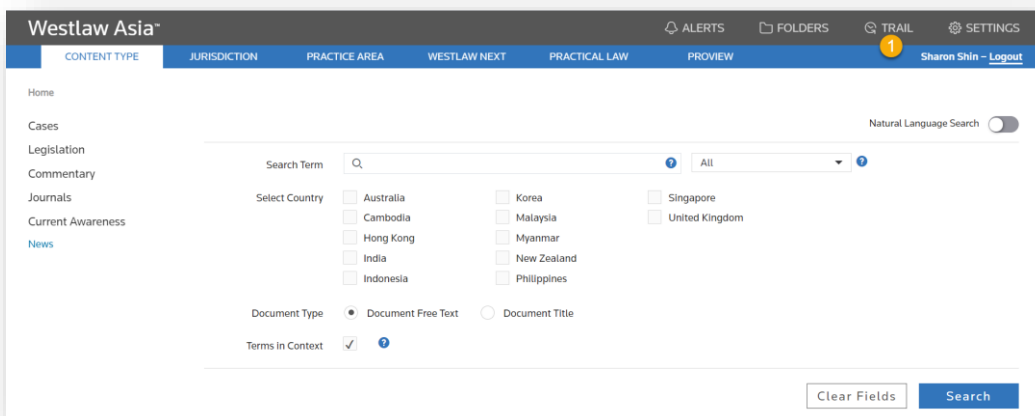 Westlaw Asia™ ALERTS FOLDERS TRAIL SETTINGS
1
CONTENT TYPE JURISDICTION PRACTICE AREA WESTLAW NEXT PRACTICAL LAW PROVIEW Sharon Shin – Logout
Home
Natural Language Search
Cases
Legislation
Commentary
Journals
Current Awareness
News
Search Term ? All ?
Select Country Australia Korea Singapore
Cambodia Malaysia United Kingdom
Hong Kong Myanmar
India New Zealand
Indonesia Philippines
Document Type Document Free Text Document Title
Terms in Context ?
Clear Fields Search